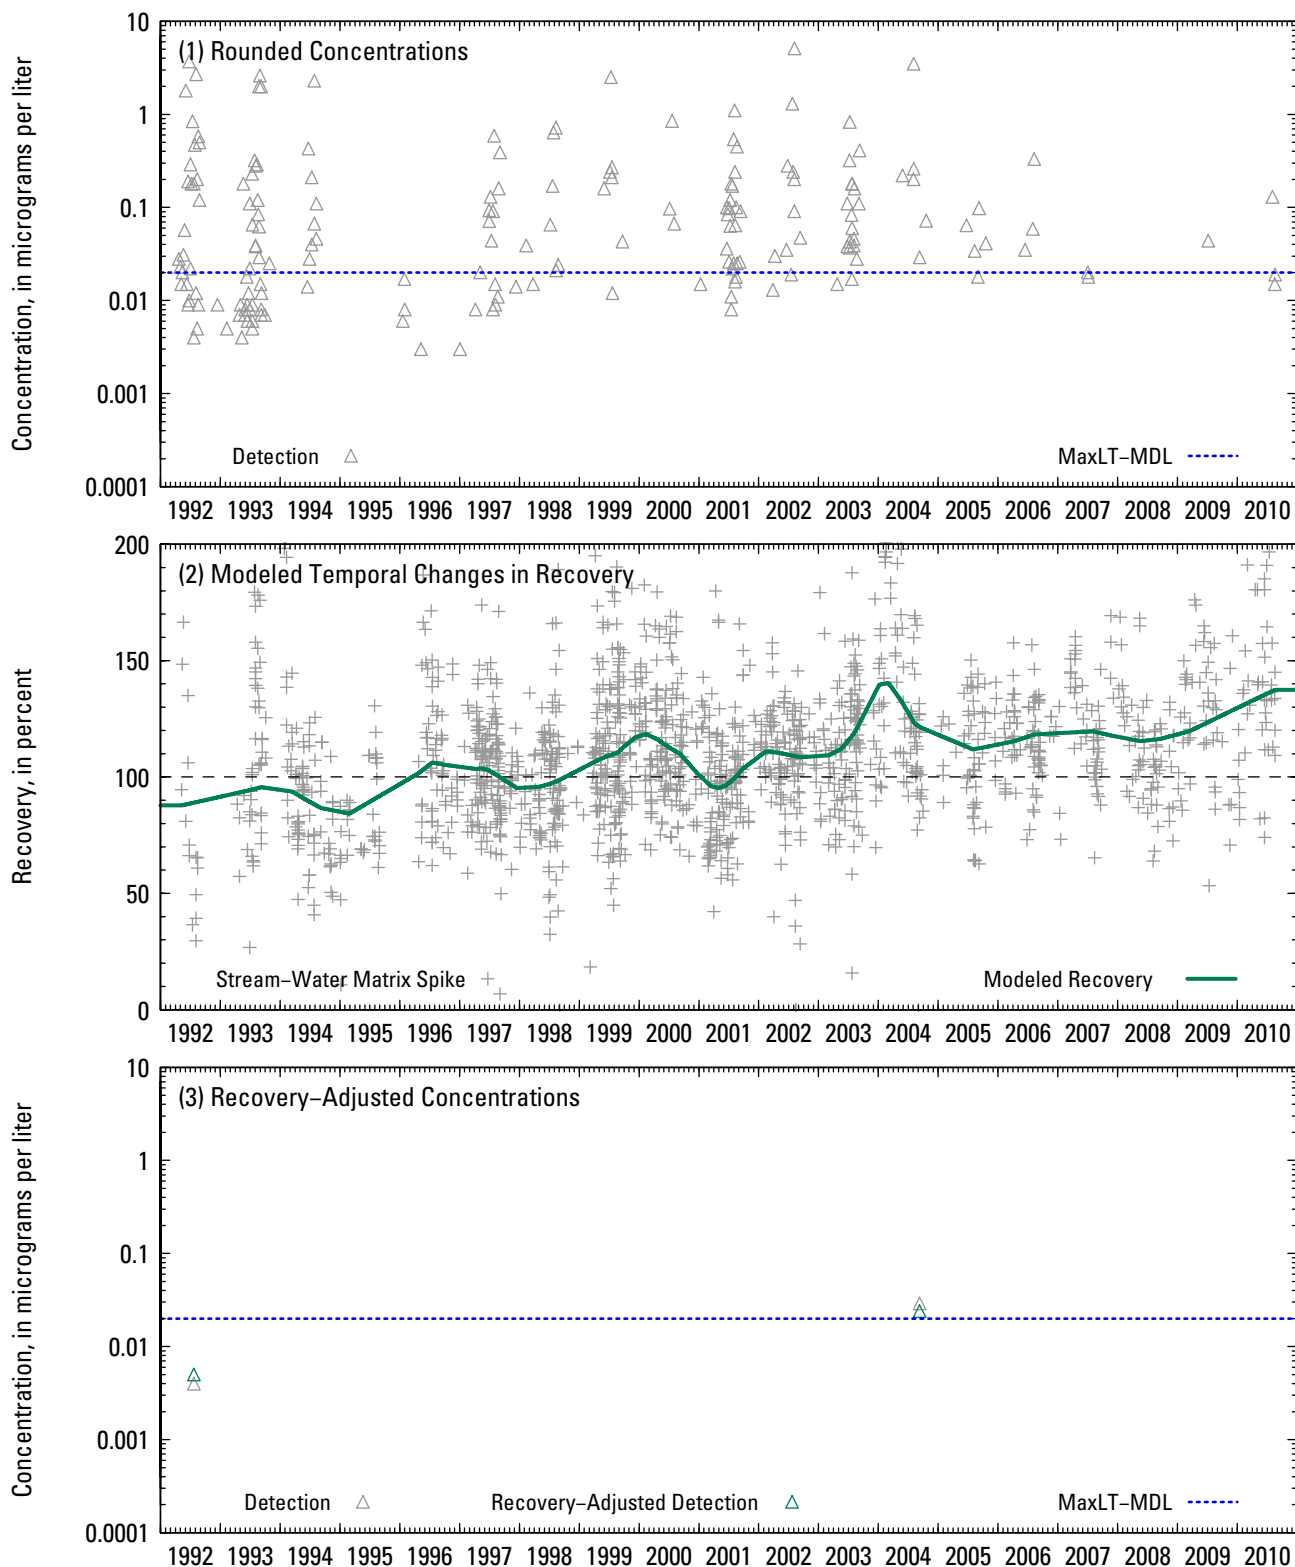 (1) Rounded Concentrations
Concentration, in micrograms per liter
10
1
0.1
0.01
0.001
0.0001
Detection
MaxLT–MDL
1992 1993 1994 1995 1996 1997 1998 1999 2000 2001 2002 2003 2004 2005 2006 2007 2008 2009 2010
(2) Modeled Temporal Changes in Recovery
Recovery, in percent
200
150
100
50
0
Stream–Water Matrix Spike
Modeled Recovery
1992 1993 1994 1995 1996 1997 1998 1999 2000 2001 2002 2003 2004 2005 2006 2007 2008 2009 2010
(3) Recovery–Adjusted Concentrations
Concentration, in micrograms per liter
10
1
0.1
0.01
0.001
0.0001
Detection
Recovery–Adjusted Detection
MaxLT–MDL
1992 1993 1994 1995 1996 1997 1998 1999 2000 2001 2002 2003 2004 2005 2006 2007 2008 2009 2010